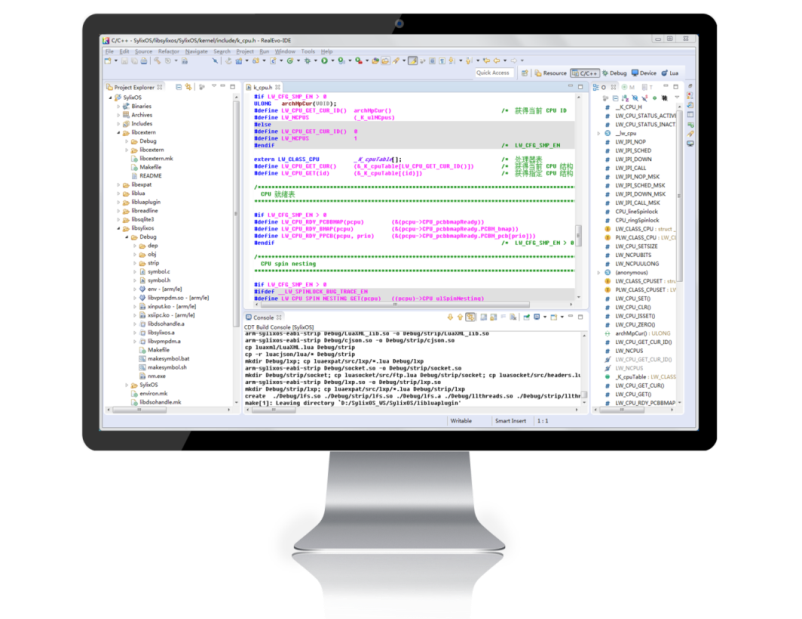 C/C++ - SylixOS/libsylixos/SylixOS/kernel/include/k_cpu.h - RealEvo-IDE
File Edit Source Refactor Navigate Search Project Run Window Tools Help
Quick Access Resource C/C++ Debug Device Lua
Project Explorer
SylixOS
Binaries
Archives
Includes
libcextern
Debug
libcextern
libcextern.mk
Makefile
README
libexpat
liblua
libluaplugin
libreadline
libsqlite3
libsylixos
Debug
dep
obj
strip
symbol.c
symbol.h
env - [arm/le]
libvpmpdm.so - [arm/le]
xinput.ko - [arm/le]
xsiipc.ko - [arm/le]
libdsohandle.a
libsylixos.a
libvpmpdm.a
Makefile
makesymbol.bat
makesymbol.sh
nm.exe
SylixOS
environ.mk
libdsohandle.mk
k_cpu.h
#if LW_CFG_SMP_EN > 0
ULONG archMpCur(VOID);
#define LW_CPU_GET_CUR_ID() archMpCur() /* 获得当前 CPU ID
#define LW_NCPUS (_K_ulNCpus)
#else
#define LW_CPU_GET_CUR_ID() 0
#define LW_NCPUS 1
#endif /* LW_CFG_SMP_EN
extern LW_CLASS_CPU _K_cpuTable[]; /* 处理器表
#define LW_CPU_GET_CUR() (&_K_cpuTable[LW_CPU_GET_CUR_ID()]) /* 获得当前 CPU 结构
#define LW_CPU_GET(id) (&_K_cpuTable[(id)]) /* 获得指定 CPU 结构
CPU 就绪表
#if LW_CFG_SMP_EN > 0
#define LW_CPU_RDY_PCBBMAP(pcpu) (&(pcpu->CPU_pcbbmapReady))
#define LW_CPU_RDY_BMAP(pcpu) (&(pcpu->CPU_pcbbmapReady.PCBM_bmap))
#define LW_CPU_RDY_PPCB(pcpu, prio) (&(pcpu->CPU_pcbbmapReady.PCBM_pcb[prio]))
#endif /* LW_CFG_SMP_EN > 0
CPU spin nesting
#if LW_CFG_SMP_EN > 0
#ifdef __LW_SPINLOCK_BUG_TRACE_EN
#define LW_CPU_SPIN_NESTING_GET(pcpu) ((pcpu)->CPU_ulSpinNesting)
Console
CDT Build Console [SylixOS]
arm-sylixos-eabi-strip Debug/LuaXML_lib.so -o Debug/strip/LuaXML_lib.so
arm-sylixos-eabi-strip Debug/cjson.so -o Debug/strip/cjson.so
cp luaxml/LuaXML.lua Debug/strip
cp -r luacjson/lua/* Debug/strip
mkdir Debug/lxp; cp luaexpat/src/lxp/*.lua Debug/lxp
arm-sylixos-eabi-strip Debug/socket.so -o Debug/strip/socket.so
mkdir Debug/strip/socket; cp luasocket/src/ftp.lua Debug/strip/socket; cp luasocket/src/headers.lu
arm-sylixos-eabi-strip Debug/lxp.so -o Debug/strip/lxp.so
mkdir Debug/strip/lxp; cp luaexpat/src/lxp/*.lua Debug/strip/lxp
create ./Debug/lfs.so ./Debug/strip/lfs.so ./Debug/lfs.a ./Debug/llthreads.so ./Debug/strip/llthr
make[1]: Leaving directory `D:/SylixOS_WS/SylixOS/libluaplugin'
_K_CPU_H
LW_CPU_STATUS_ACTIV
LW_CPU_STATUS_INACT
__lw_cpu
LW_IPI_NOP
LW_IPI_SCHED
LW_IPI_DOWN
LW_IPI_CALL
LW_IPI_NOP_MSK
LW_IPI_SCHED_MSK
LW_IPI_DOWN_MSK
LW_IPI_CALL_MSK
CPU_lineSpinlock
CPU_ringSpinlock
LW_CLASS_CPU : struct _
PLW_CLASS_CPU : LW_C
LW_CPU_SETSIZE
LW_NCPUBITS
LW_NCPUULONG
(anonymous)
LW_CLASS_CPUSET : stru
PLW_CLASS_CPUSET : LW
LW_CPU_SET()
LW_CPU_CLR()
LW_CPU_ISSET()
LW_CPU_ZERO()
archMpCur() : ULONG
LW_CPU_GET_CUR_ID()
LW_NCPUS
LW_CPU_GET_CUR_ID()
LW_NCPUS
_K_cpuTable : LW_CLASS
LW_CPU_GET_CUR()
LW_CPU_GET()
LW_CPU_RDY_PCBBMAP
Writable Smart Insert 1 : 1